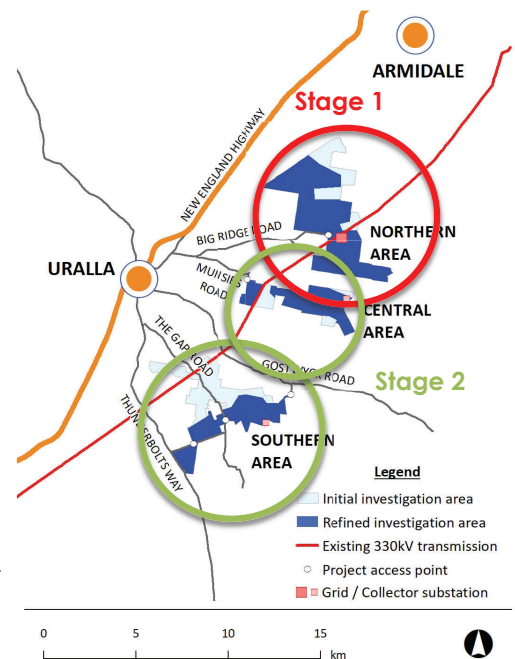 ARMIDALE
Stage 1
NEW ENGLAND HIGHWAY
BIG RIDGE ROAD
NORTHERN
AREA
URALLA
ROAD
CENTRAL
AREA
THE GAP ROAD
ROAD
Stage 2
THUNDERBOLTS WAY
SOUTHERN
AREA
Legend
Initial investigation area
Refined investigation area
Existing 330kV transmission
Project access point
Grid / Collector substation
0 5 10 15
km